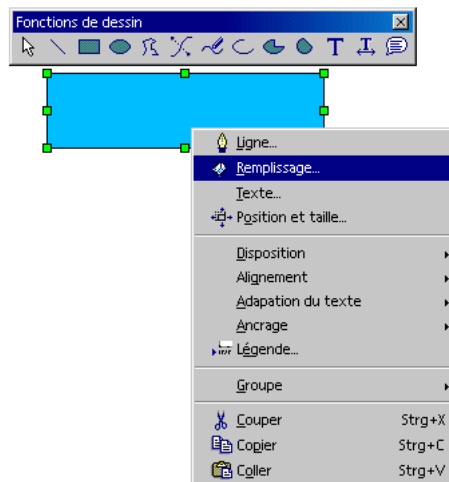 Fonctions de dessin
T T
Ligne...
Remplissage...
Texte...
Position et taille...
Disposition
Alignement
Adapation du texte
Ancrage
Légende...
Groupe
Couper Strg+X
Copier Strg+C
Coller Strg+V